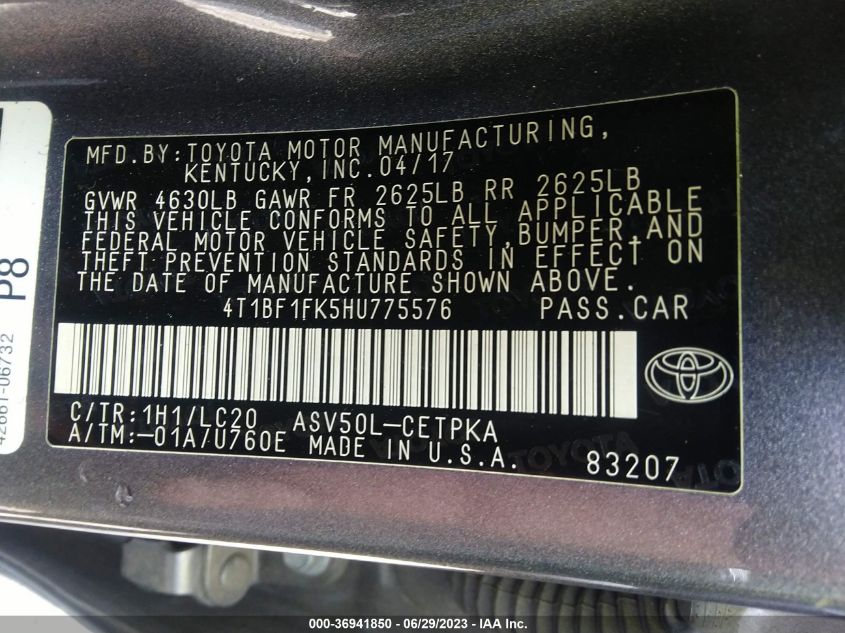 MFD.BY:TOYOTA MOTOR MANUFACTURING,
KENTUCKY,INC.04/17
GVWR 4630LB GAWR FR 2625LB RR 2625LB
THIS VEHICLE CONFORMS TO ALL APPLICABLE
FEDERAL MOTOR VEHICLE SAFETY,BUMPER,AND
THEFT PREVENTION STANDARDS IN EFFECT ON
THE DATE OF MANUFACTURE SHOWN ABOVE.
4T1BF1FK5HU775576 PASS.CAR
C/TR:1H1/LC20 ASV50L-CETPKA
A/TM:-01A/U760E MADE IN U.S.A. 83207
P8
42661-06732
000-36941850 - 06/29/2023 - IAA Inc.